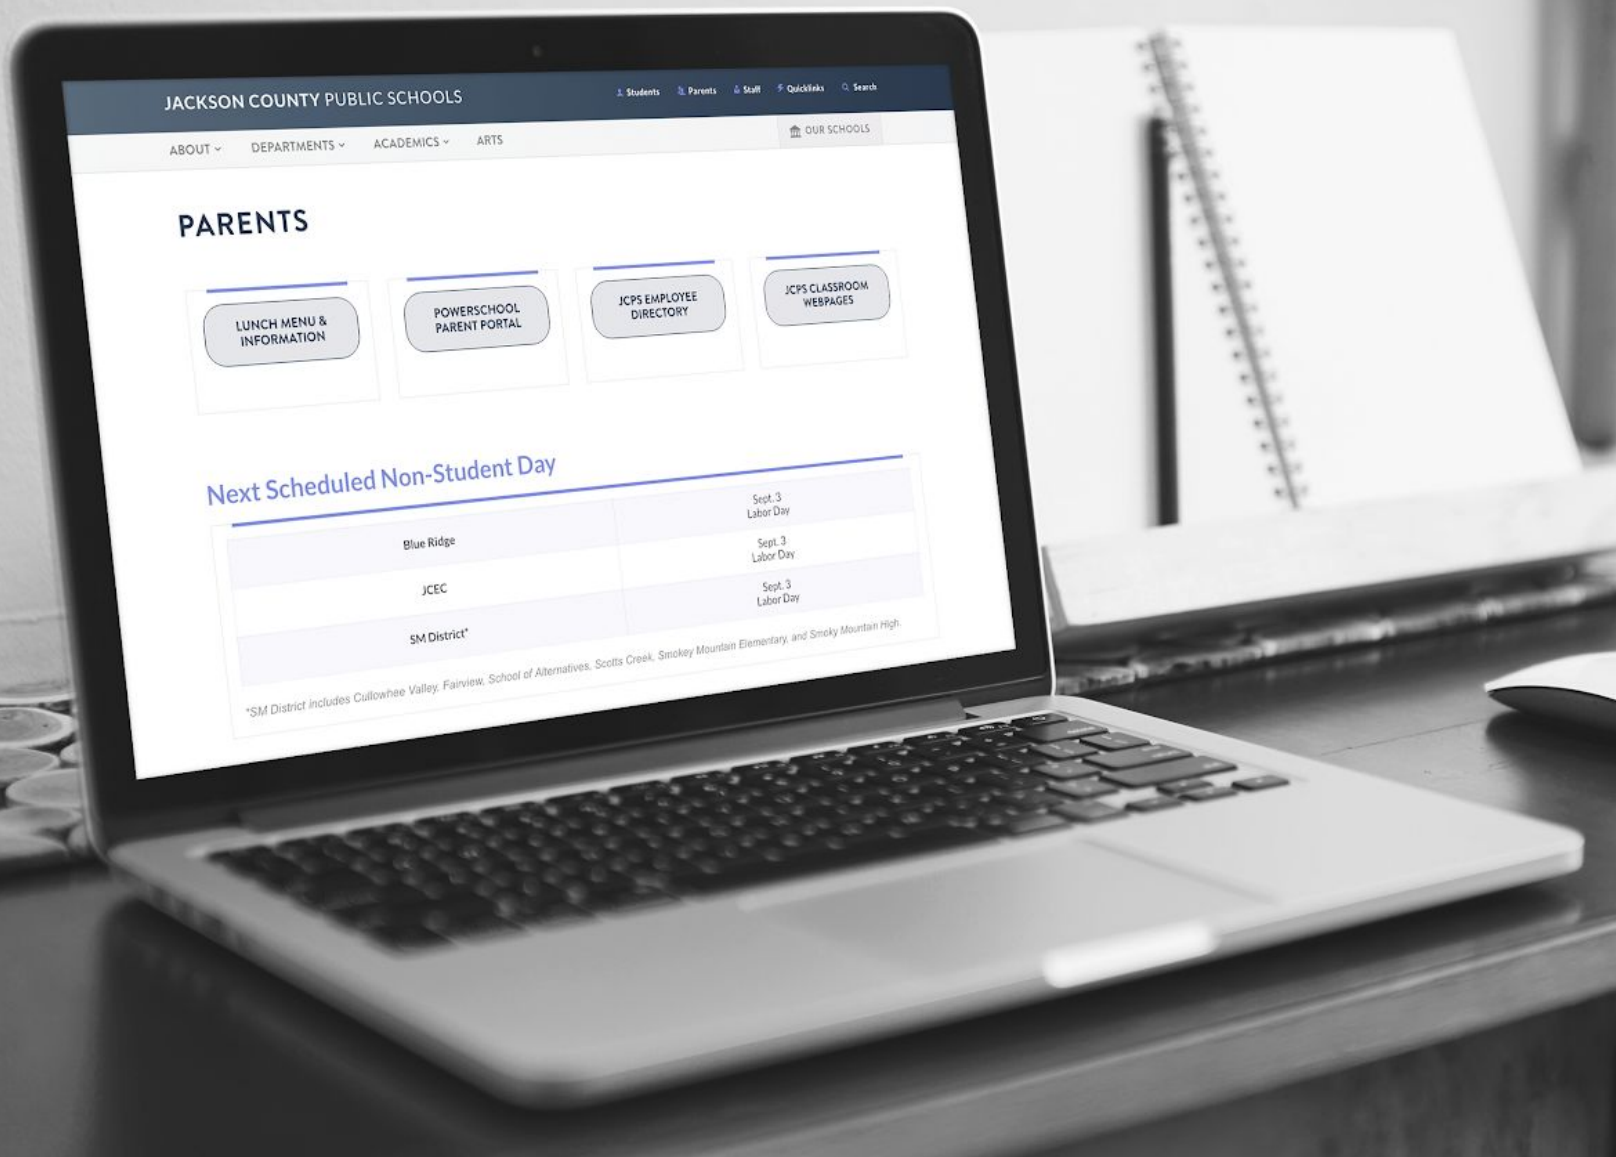 JACKSON COUNTY PUBLIC SCHOOLS
Students Parents Staff Quicklinks Search
ABOUT DEPARTMENTS ACADEMICS ARTS OUR SCHOOLS
PARENTS
LUNCH MENU &
INFORMATION
POWERSCHOOL
PARENT PORTAL
JCPS EMPLOYEE
DIRECTORY
JCPS CLASSROOM
WEBPAGES
Next Scheduled Non-Student Day
Blue Ridge
Sept. 3
Labor Day
JCEC
Sept. 3
Labor Day
SM District*
Sept. 3
Labor Day
*SM District includes Cullowhee Valley, Fairview, School of Alternatives, Scotts Creek, Smokey Mountain Elementary, and Smoky Mountain High.